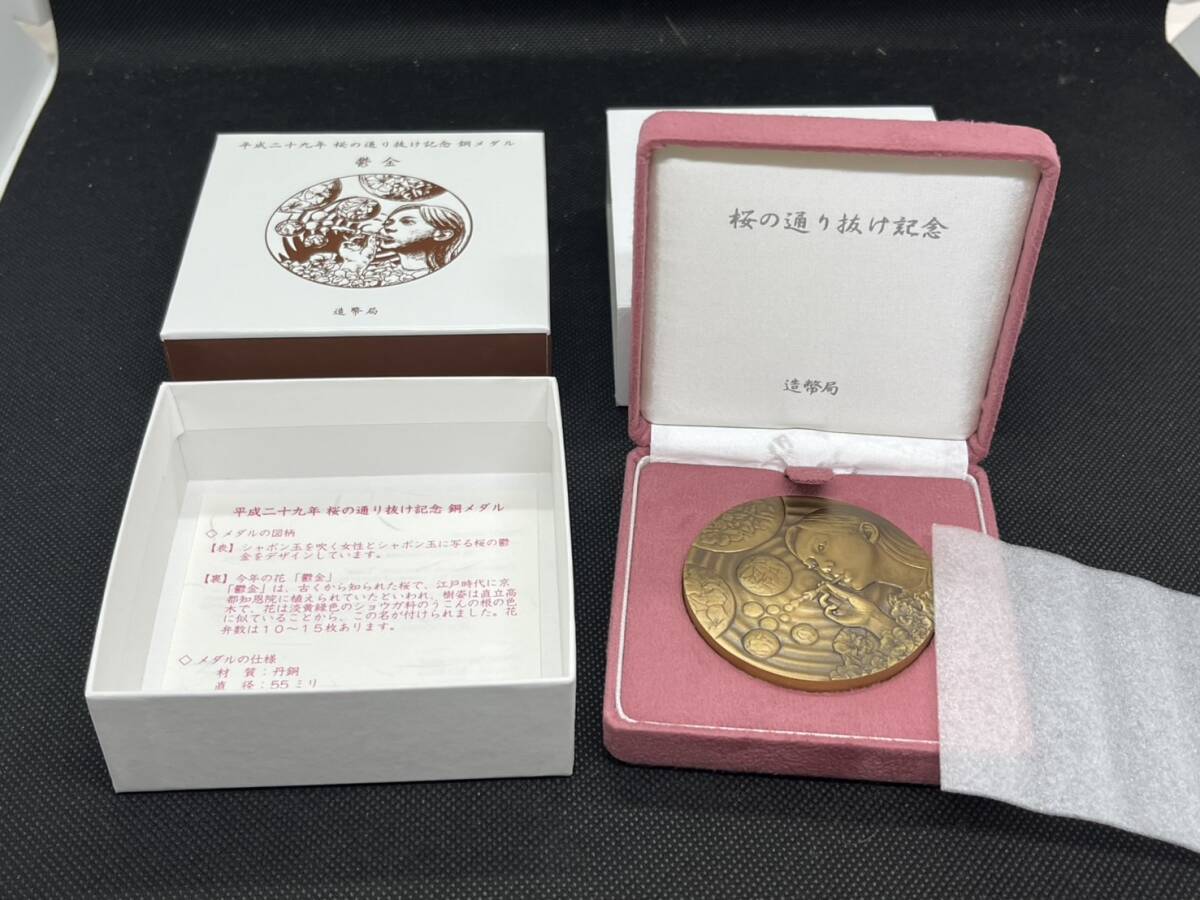 平成二十九年 桜の通り抜け記念 銅メダル
鬱金
造幣局
桜の通り抜け記念
造幣局
平成二十九年 桜の通り抜け記念 銅メダル
◇ メダルの図柄
【表】シャボン玉を吹く女性とシャボン玉に写る桜の鬱
金をデザインしています。
【裏】今年の花「鬱金」
「鬱金」は、古くから知られた桜で、江戸時代に京
都知恩院に植えられていたといわれ、樹姿は直立高
木で、花は淡黄緑色のショウガ科のうこんの根の色
に似ていることから、この名が付けられました。花
弁数は10~15枚あります。
◇ メダルの仕様
材 質:丹銅
直 径:55ミリ